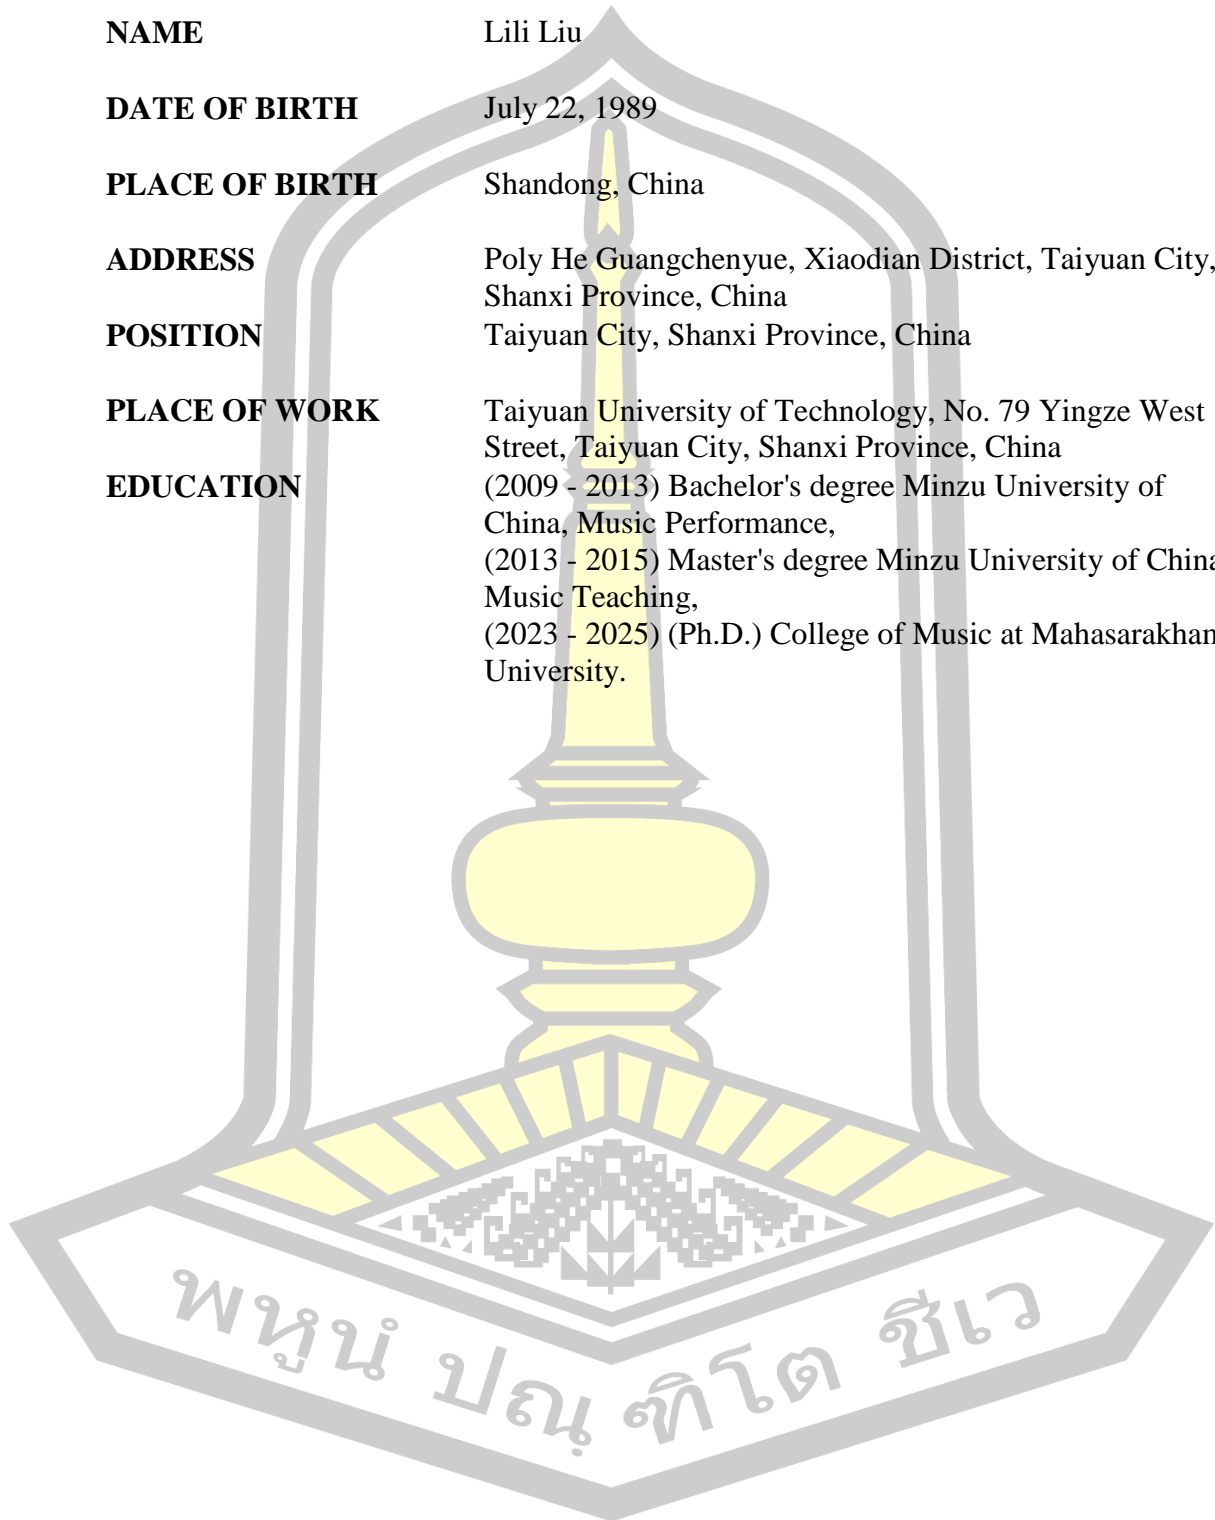 NAME Lili Liu
DATE OF BIRTH July 22, 1989
PLACE OF BIRTH Shandong, China
ADDRESS Poly He Guangchenyue, Xiaodian District, Taiyuan City,
Shanxi Province, China
POSITION Taiyuan City, Shanxi Province, China
PLACE OF WORK Taiyuan University of Technology, No. 79 Yingze West
Street, Taiyuan City, Shanxi Province, China
EDUCATION (2009 - 2013) Bachelor's degree Minzu University of
China, Music Performance,
(2013 - 2015) Master's degree Minzu University of China
Music Teaching,
(2023 - 2025) (Ph.D.) College of Music at Mahasarakham
University.
พหูนํ ปณฺฑิโต ชีเว